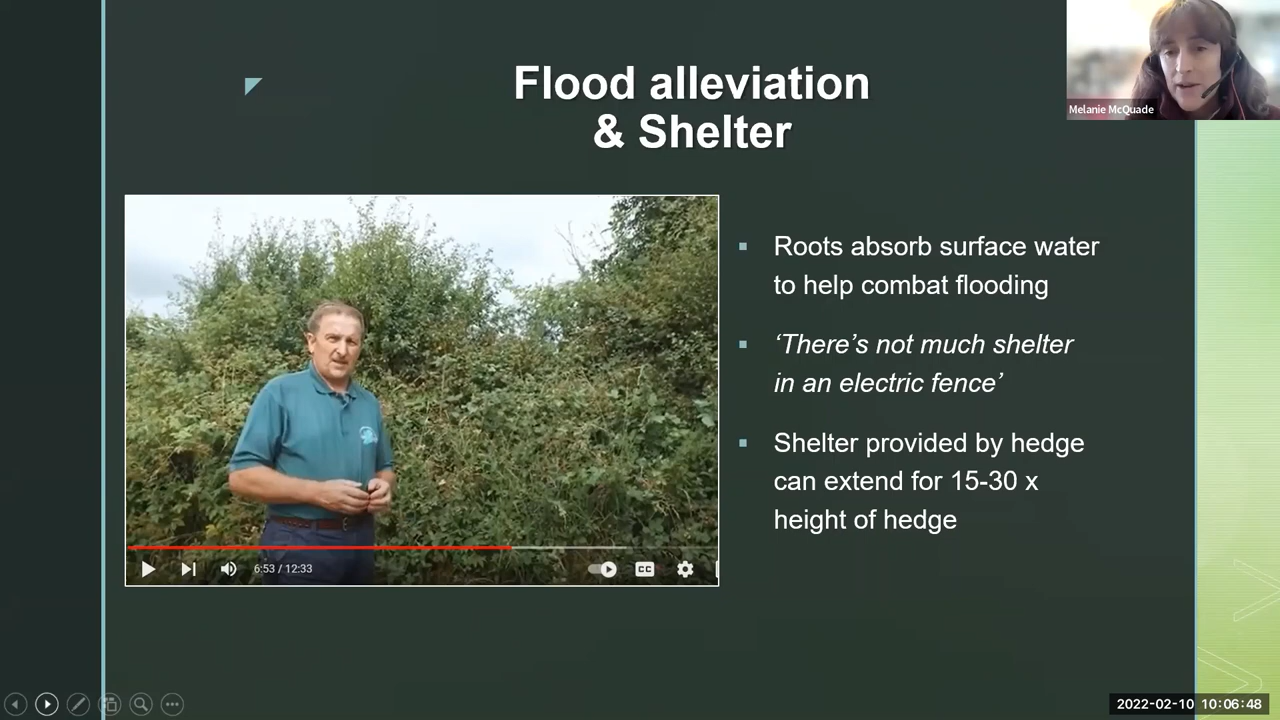 Flood alleviation
& Shelter
Melanie McQuade
▪ Roots absorb surface water
to help combat flooding
▪ ‘There’s not much shelter
in an electric fence’
▪ Shelter provided by hedge
can extend for 15-30 x
height of hedge
6:53 / 12:33
CC
2022-02-10 10:06:48